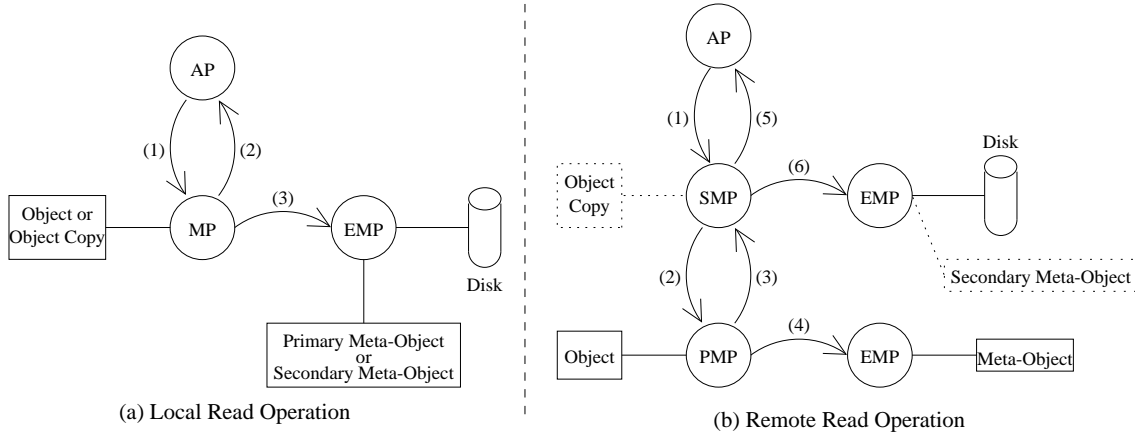 AP
(1)
(2)
(3)
Object or
Object Copy
MP
EMP
Disk
Primary Meta-Object
or
Secondary Meta-Object
(a) Local Read Operation
AP
(1)
(5)
Disk
(6)
Object
Copy
SMP
EMP
(2)
(3)
Secondary Meta-Object
(4)
Object
PMP
EMP
Meta-Object
(b) Remote Read Operation